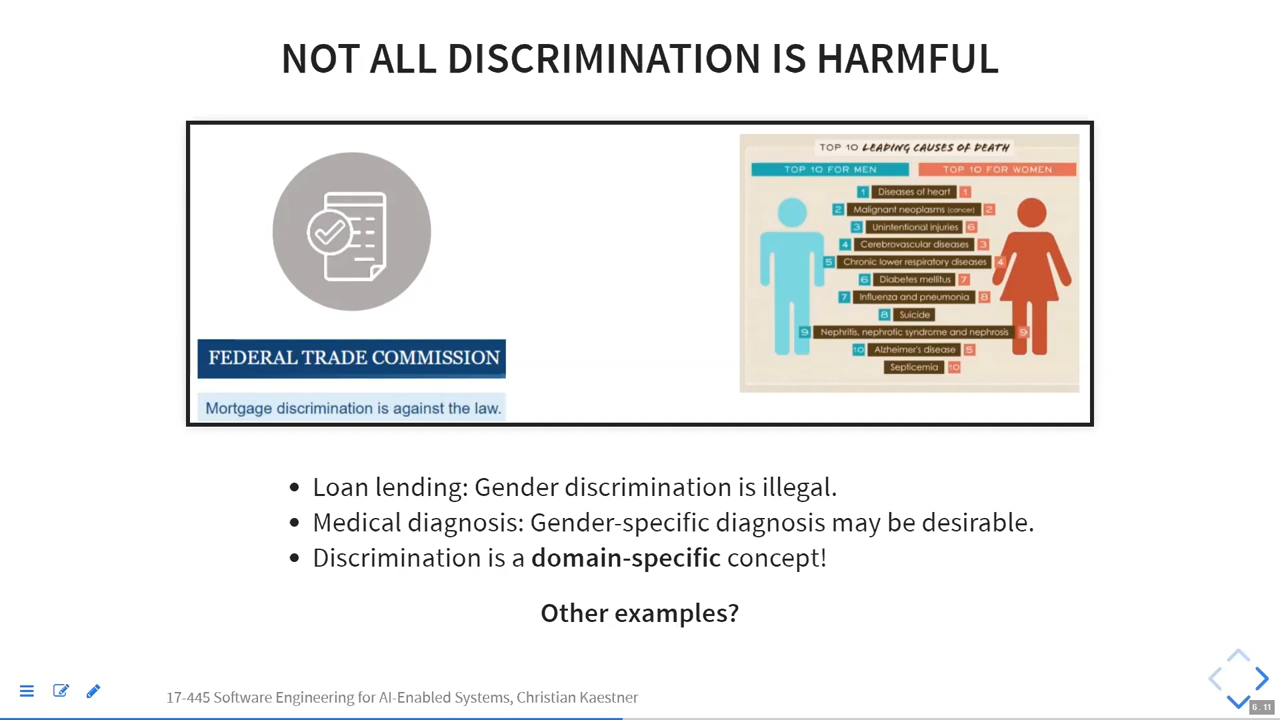 NOT ALL DISCRIMINATION IS HARMFUL
FEDERAL TRADE COMMISSION
Mortgage discrimination is against the law.
TOP 10 LEADING CAUSES OF DEATH
TOP 10 FOR MEN TOP 10 FOR WOMEN
1 Diseases of heart 1
2 Malignant neoplasms (cancer) 2
3 Unintentional injuries 6
4 Cerebrovascular diseases 3
5 Chronic lower respiratory diseases 4
6 Diabetes mellitus 7
7 Influenza and pneumonia 8
8 Suicide
9 Nephritis, nephrotic syndrome and nephrosis 9
10 Alzheimer's disease 5
Septicemia 10
• Loan lending: Gender discrimination is illegal.
• Medical diagnosis: Gender-specific diagnosis may be desirable.
• Discrimination is a domain-specific concept!
Other examples?
17-445 Software Engineering for AI-Enabled Systems, Christian Kaestner
6.11